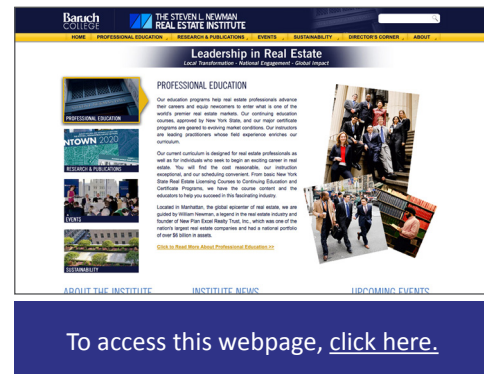 Baruch COLLEGE
THE STEVEN L. NEWMAN
REAL ESTATE INSTITUTE
HOME PROFESSIONAL EDUCATION RESEARCH & PUBLICATIONS EVENTS SUSTAINABILITY DIRECTOR'S CORNER ABOUT
Leadership in Real Estate
Local Transformation - National Engagement - Global Impact
PROFESSIONAL EDUCATION
NTOWN 2020
RESEARCH & PUBLICATIONS
EVENTS
SUSTAINABILITY
PROFESSIONAL EDUCATION
Our education programs help real estate professionals advance
their careers and equip newcomers to enter what is one of the
world's premier real estate markets. Our continuing education
courses, approved by New York State, and our major certificate
programs are geared to evolving market conditions. Our instructors
are leading practitioners whose field experience enriches our
curriculum.
Our current curriculum is designed for real estate professionals as
well as for individuals who seek to begin an exciting career in real
estate. You will find the cost reasonable, our instruction
exceptional, and our scheduling convenient. From basic New York
State Real Estate Licensing Courses to Continuing Education and
Certificate Programs, we have the course content and the
educators to help you succeed in this fascinating industry.
Located in Manhattan, the global epicenter of real estate, we are
guided by William Newman, a legend in the real estate industry and
founder of New Plan Excel Realty Trust, Inc., which was one of the
nation's largest real estate companies and had a national portfolio
of over $6 billion in assets.
Click to Read More About Professional Education >>
ABOUT THE INSTITUTE INSTITUTE NEWS UPCOMING EVENTS
To access this webpage, click here.